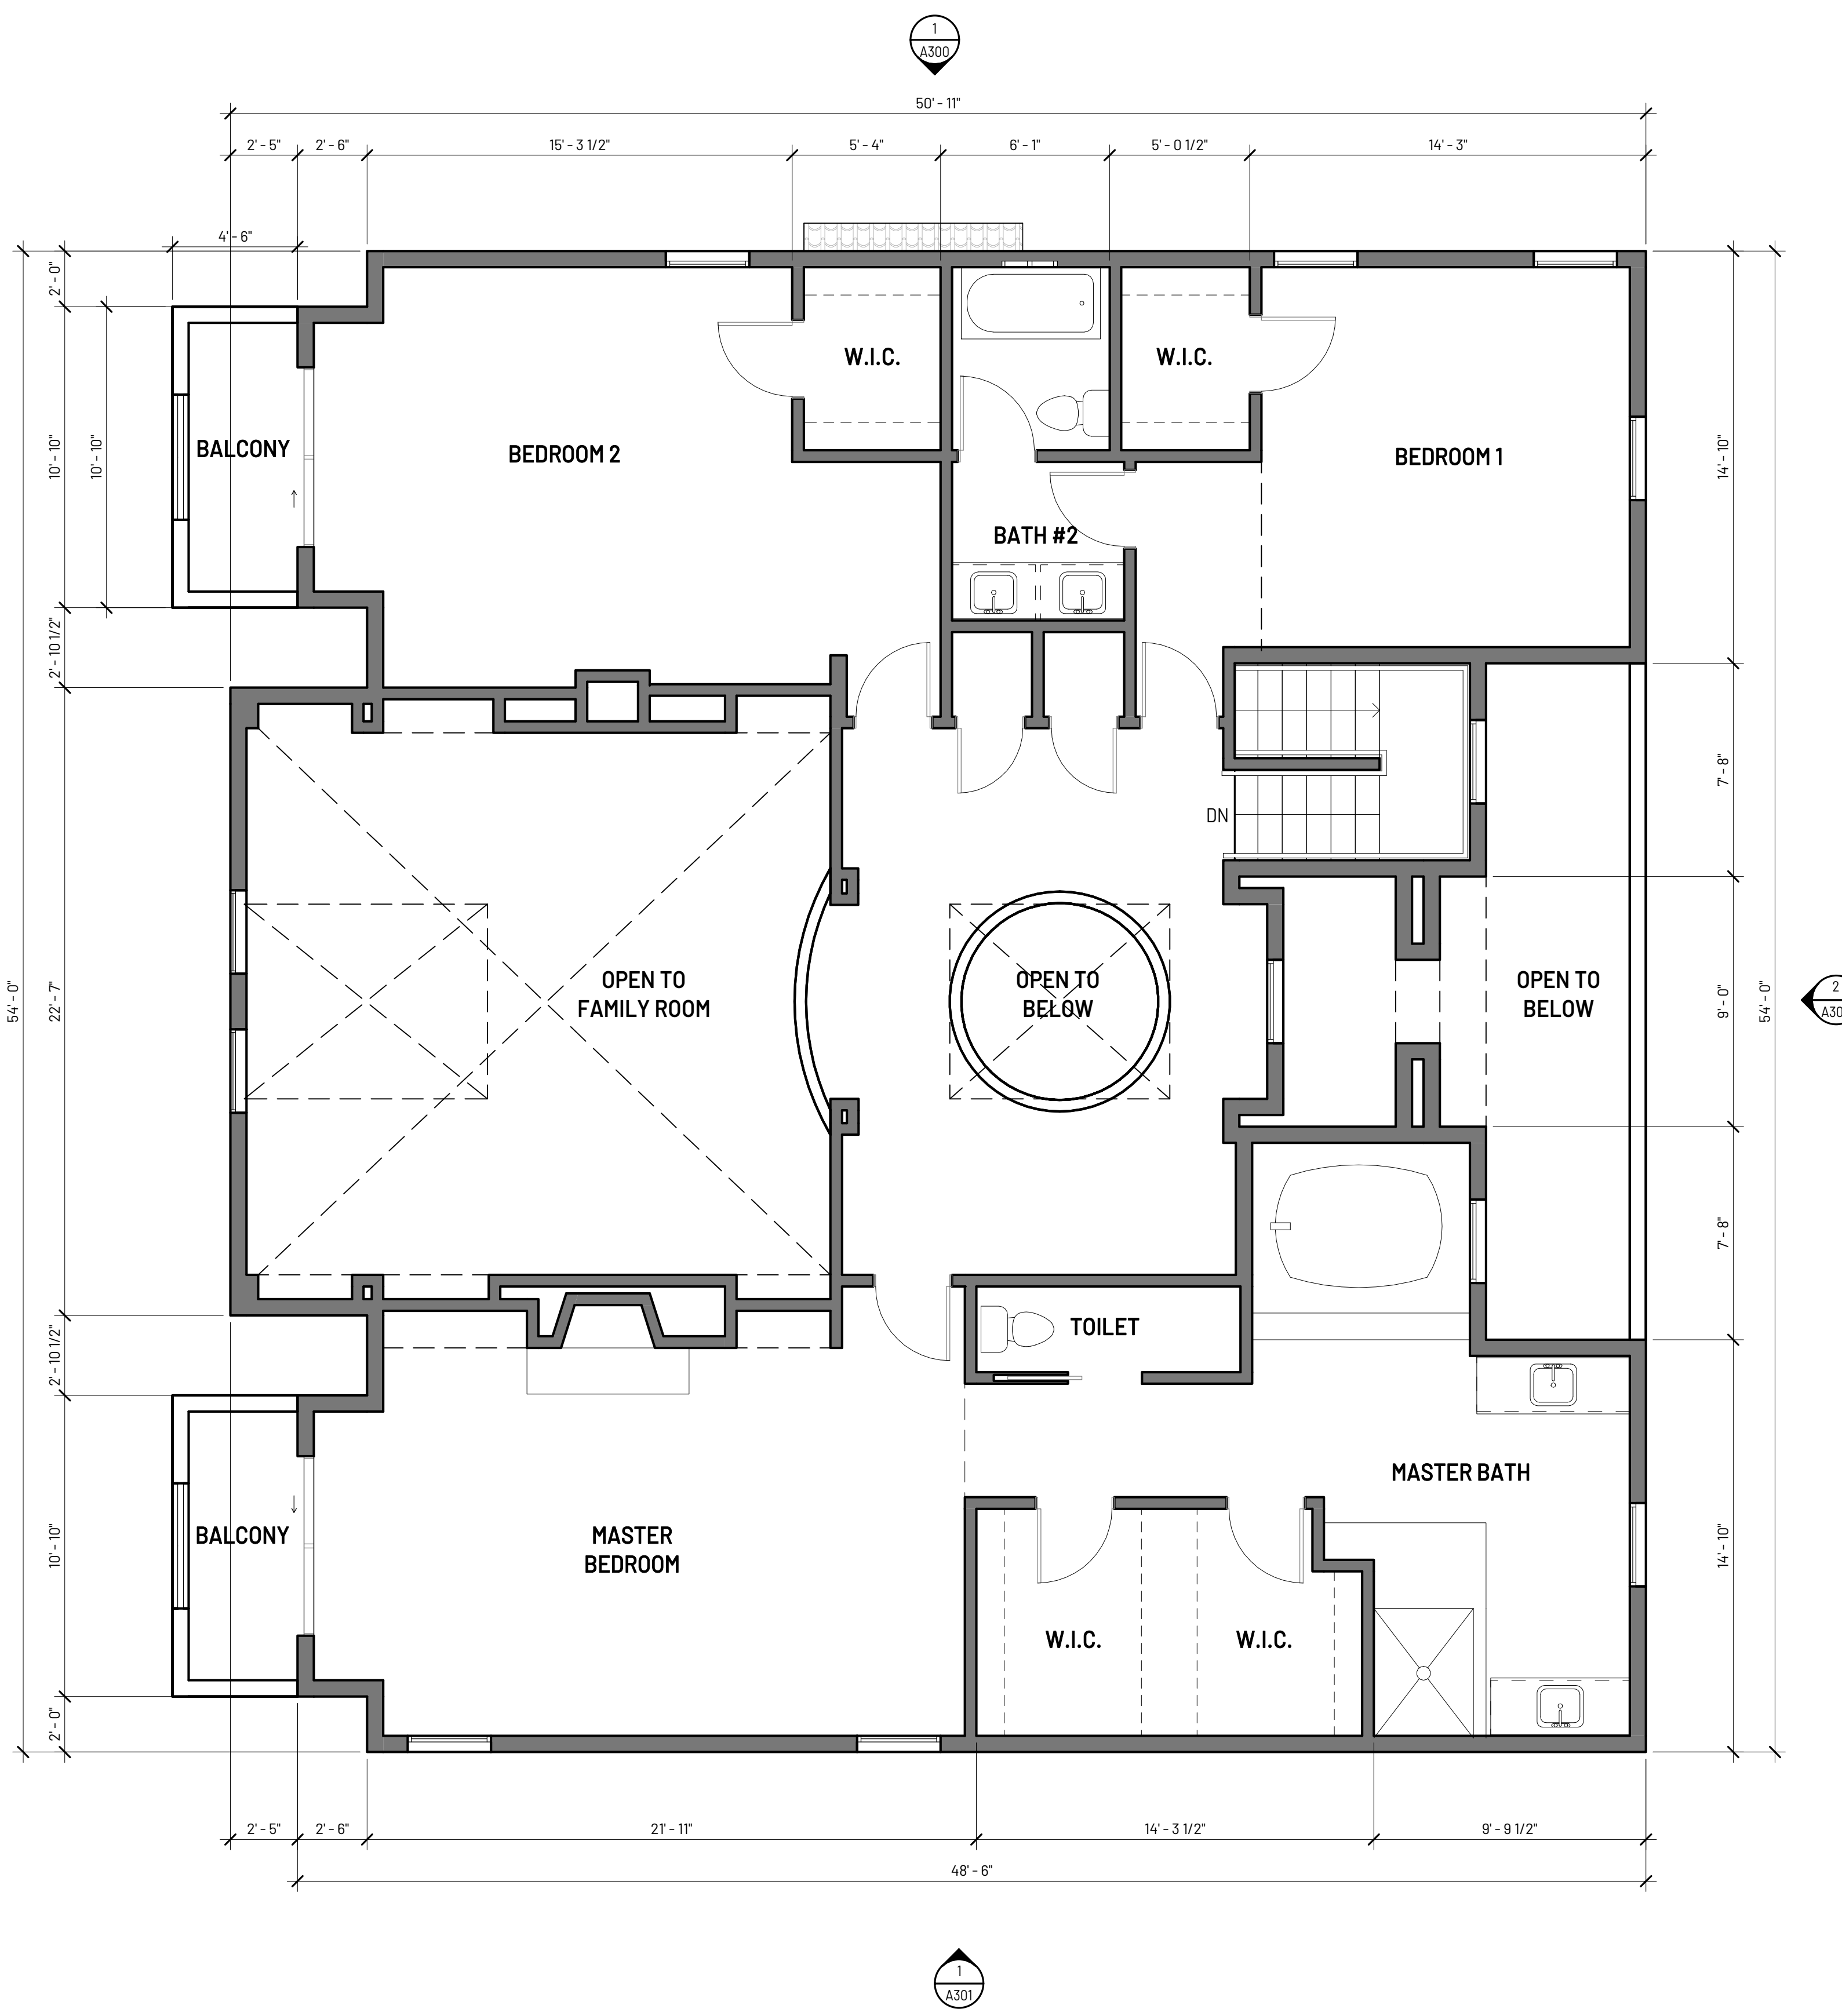 1
A300
50' - 11"
2' - 5"
2' - 6"
15' - 3 1/2"
5' - 4"
6' - 1"
5' - 0 1/2"
14' - 3"
4' - 6"
2' - 0"
10' - 10"
10' - 10"
2' - 10 1/2"
22' - 7"
54' - 0"
2' - 10 1/2"
10' - 10"
2' - 0"
W.I.C.
W.I.C.
BALCONY
BEDROOM 2
BEDROOM 1
BATH #2
DN
OPEN TO
FAMILY ROOM
OPEN TO
BELOW
OPEN TO
BELOW
TOILET
MASTER BATH
BALCONY
MASTER
BEDROOM
W.I.C.
W.I.C.
14' - 10"
7' - 8"
9' - 0"
54' - 0"
7' - 8"
14' - 10"
2
2' - 5"
2' - 6"
21' - 11"
14' - 3 1/2"
9' - 9 1/2"
48' - 6"
1
A301